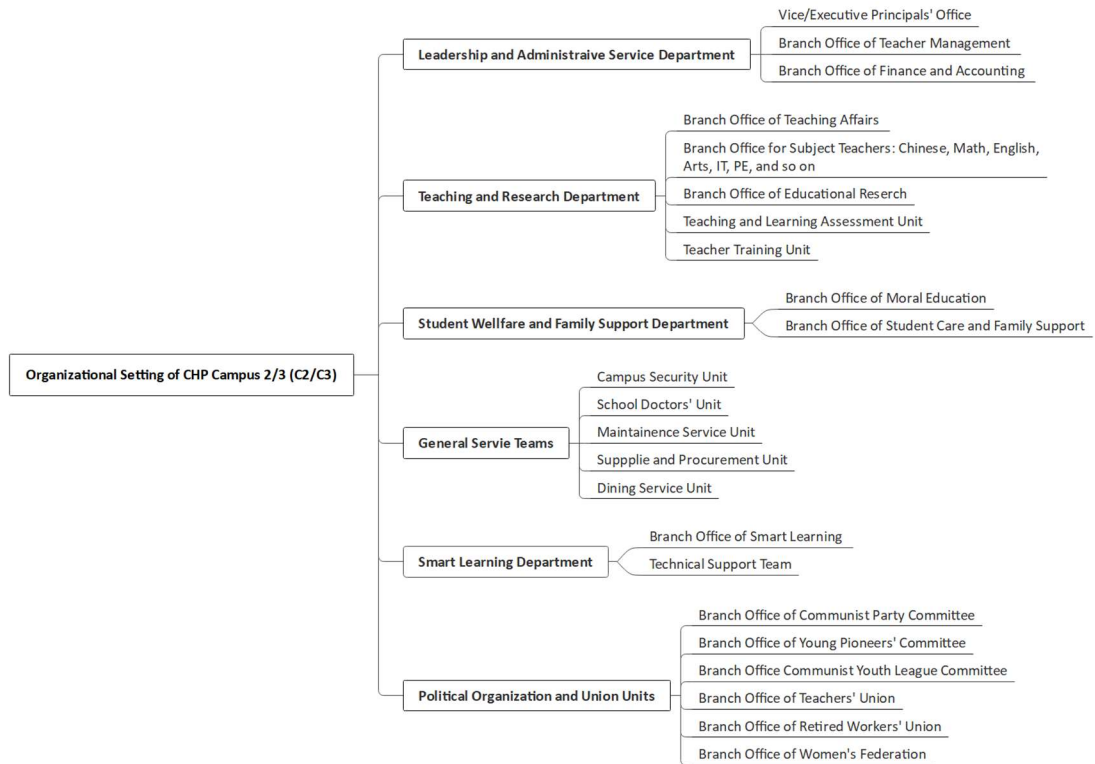 Organizational Setting of CHP Campus 2/3 (C2/C3)
Leadership and Administraive Service Department
Vice/Executive Principals' Office
Branch Office of Teacher Management
Branch Office of Finance and Accounting
Teaching and Research Department
Branch Office of Teaching Affairs
Branch Office for Subject Teachers: Chinese, Math, English,
Arts, IT, PE, and so on
Branch Office of Educational Reserch
Teaching and Learning Assessment Unit
Teacher Training Unit
Student Wellfare and Family Support Department
Branch Office of Moral Education
Branch Office of Student Care and Family Support
General Servie Teams
Campus Security Unit
School Doctors' Unit
Maintainence Service Unit
Suppplie and Procurement Unit
Dining Service Unit
Smart Learning Department
Branch Office of Smart Learning
Technical Support Team
Political Organization and Union Units
Branch Office of Communist Party Committee
Branch Office of Young Pioneers' Committee
Branch Office Communist Youth League Committee
Branch Office of Teachers' Union
Branch Office of Retired Workers' Union
Branch Office of Women's Federation